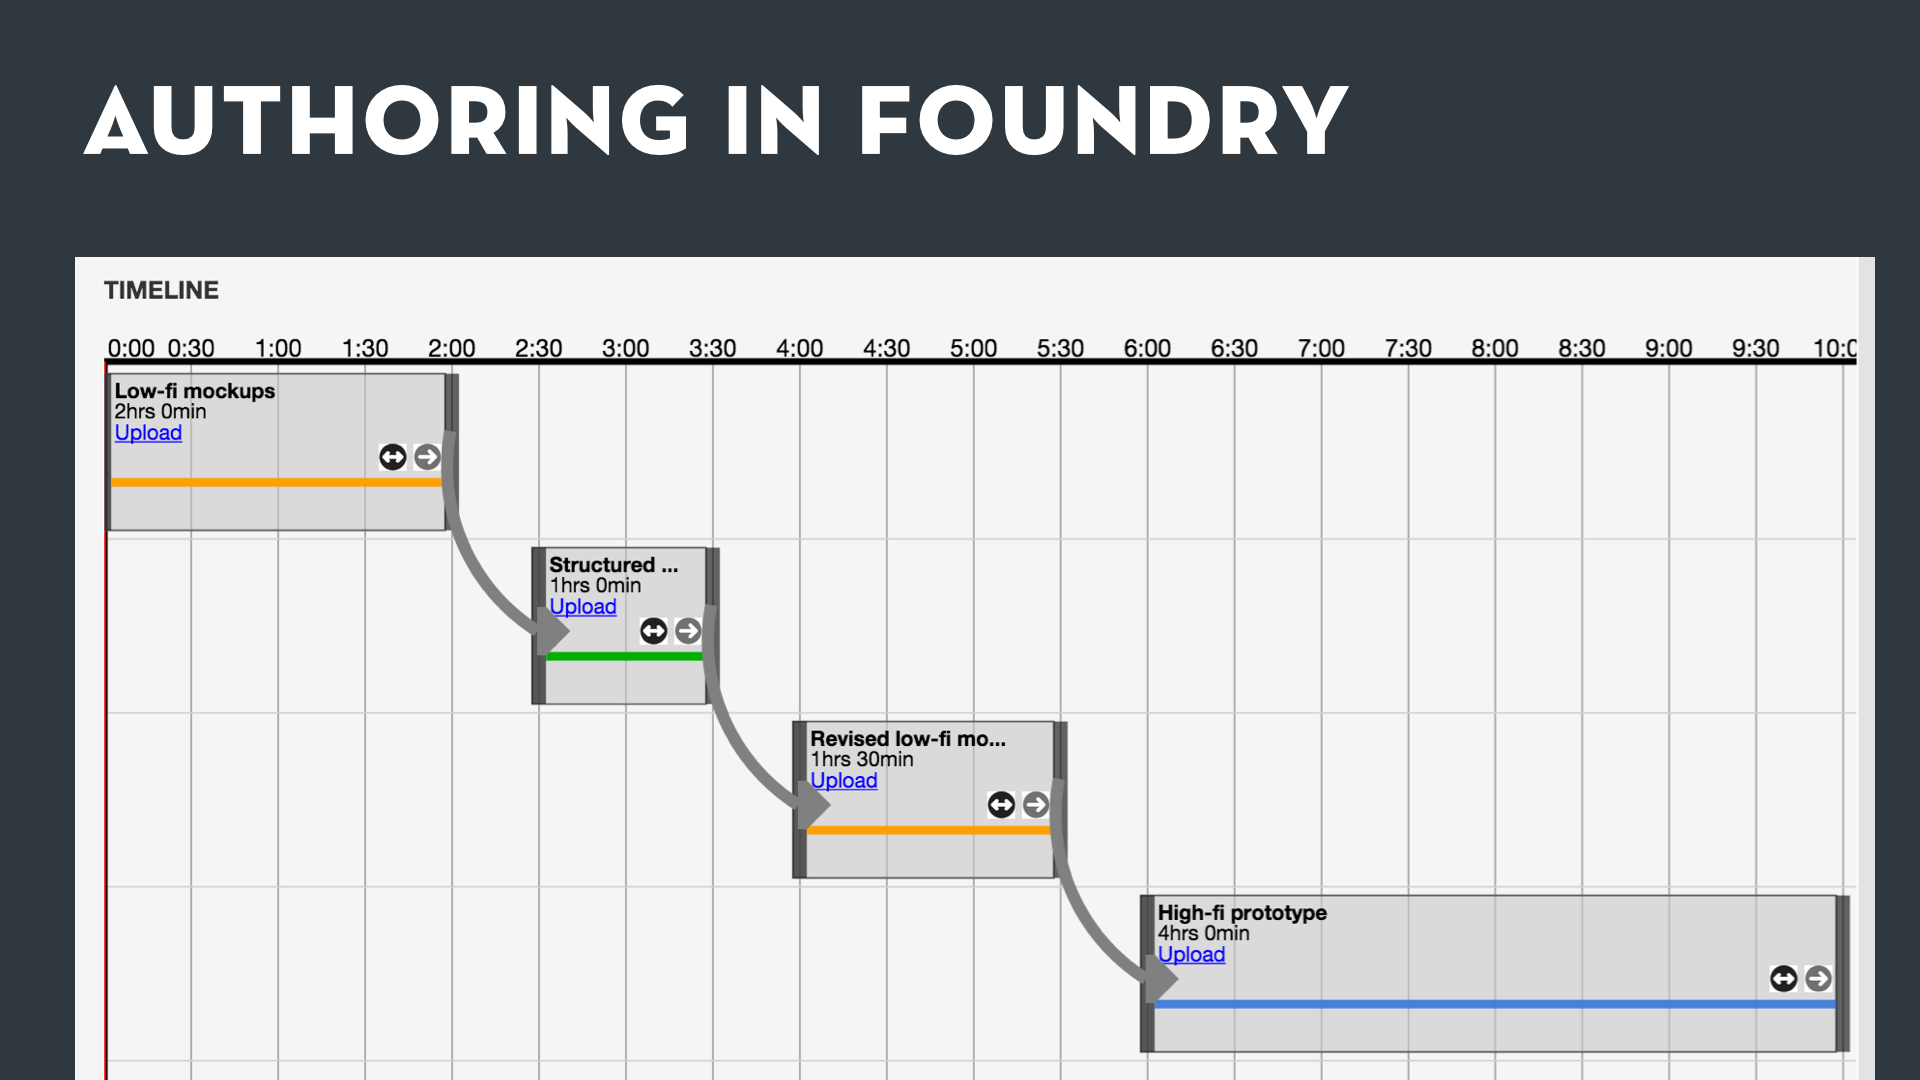 AUTHORING IN FOUNDRY
TIMELINE
0:00 0:30 1:00 1:30 2:00 2:30 3:00 3:30 4:00 4:30 5:00 5:30 6:00 6:30 7:00 7:30 8:00 8:30 9:00 9:30 10:0
Low-fi mockups
2hrs 0min
Upload
Structured ...
1hrs 0min
Upload
Revised low-fi mo...
1hrs 30min
Upload
High-fi prototype
4hrs 0min
Upload